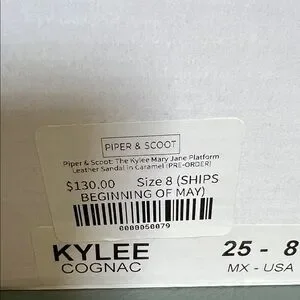 PIPER & SCOOT
Piper & Scoot: The Kylee Mary Jane Platform
Leather Sandal in Caramel (PRE-ORDER)
$130.00 Size 8 (SHIPS
BEGINNING OF MAY)
0000050079
KYLEE 25 - 8
COGNAC MX - USA